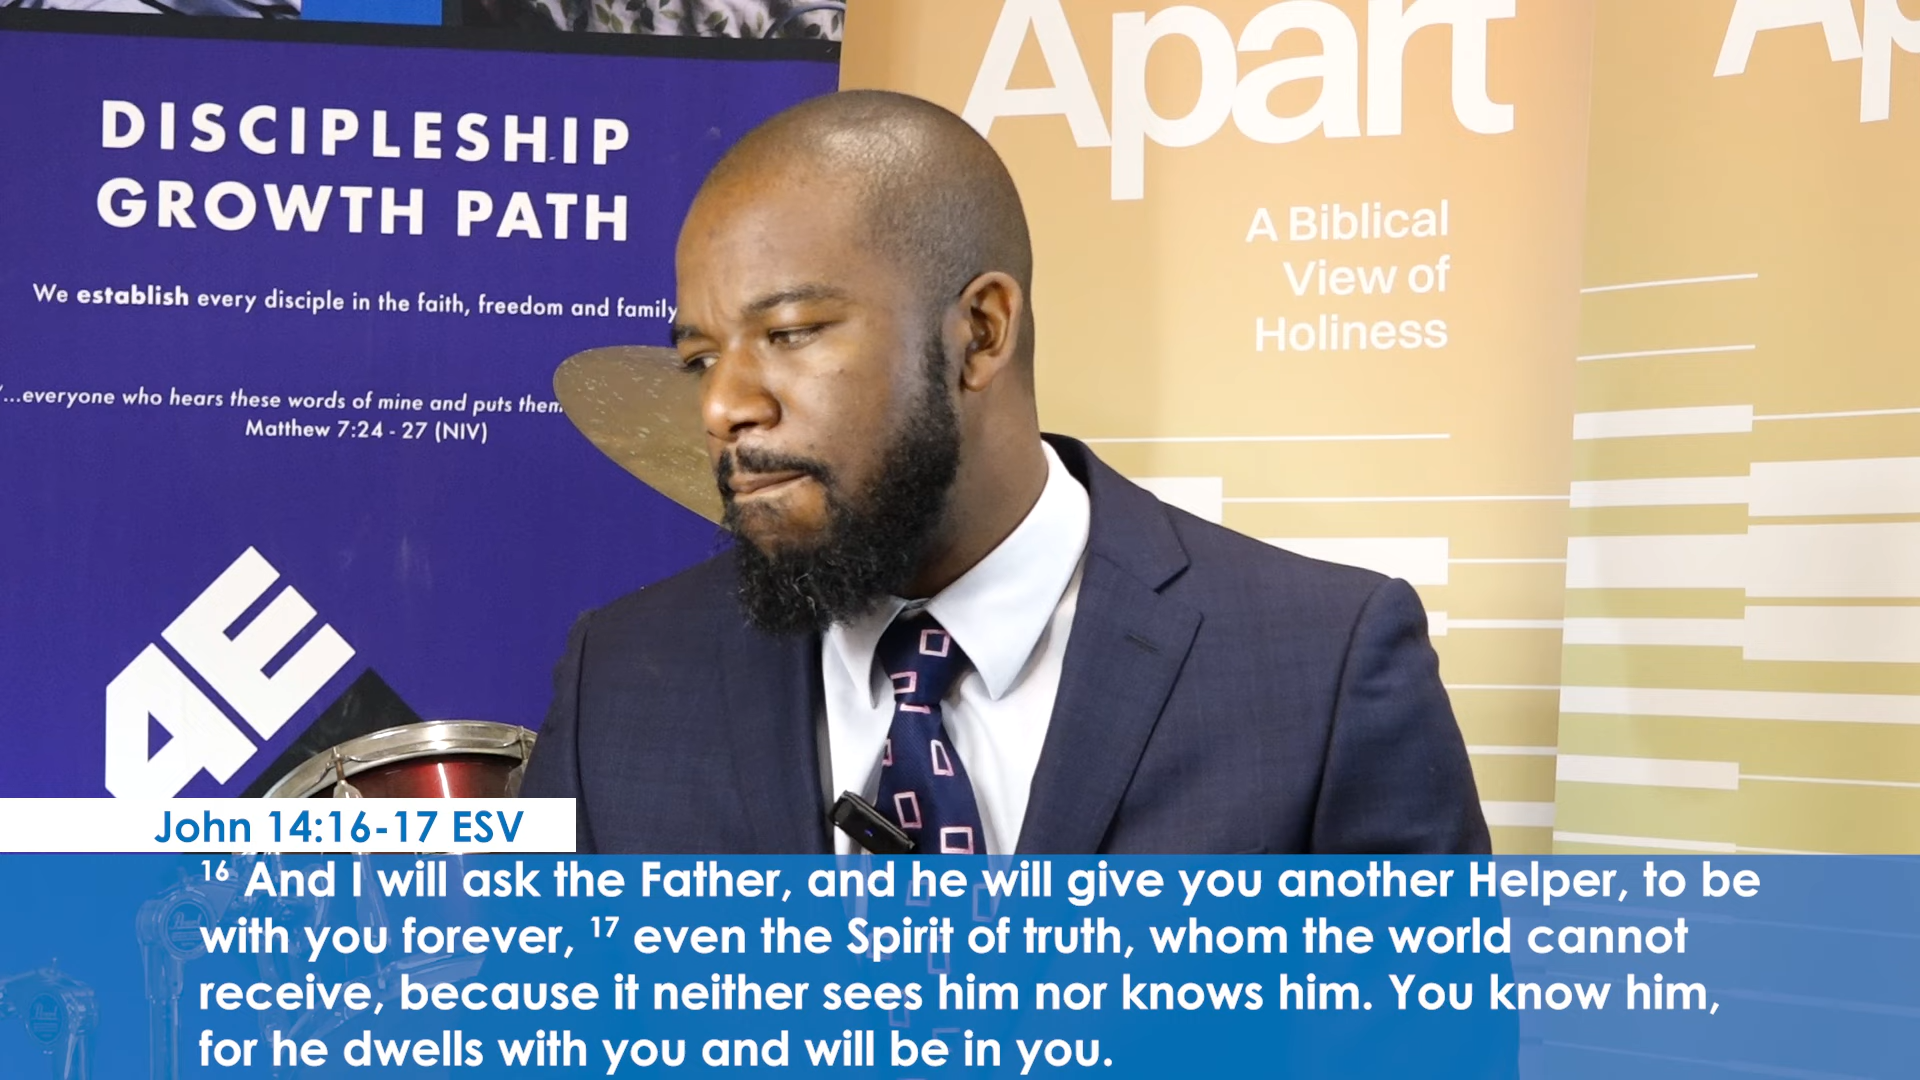 DISCIPLESHIP
GROWTH PATH
We establish every disciple in the faith, freedom and family
"...everyone who hears these words of mine and puts them
Matthew 7:24 - 27 (NIV)
Apart
A Biblical
View of
Holiness
Ap
John 14:16-17 ESV
16 And I will ask the Father, and he will give you another Helper, to be
with you forever, 17 even the Spirit of truth, whom the world cannot
receive, because it neither sees him nor knows him. You know him,
for he dwells with you and will be in you.